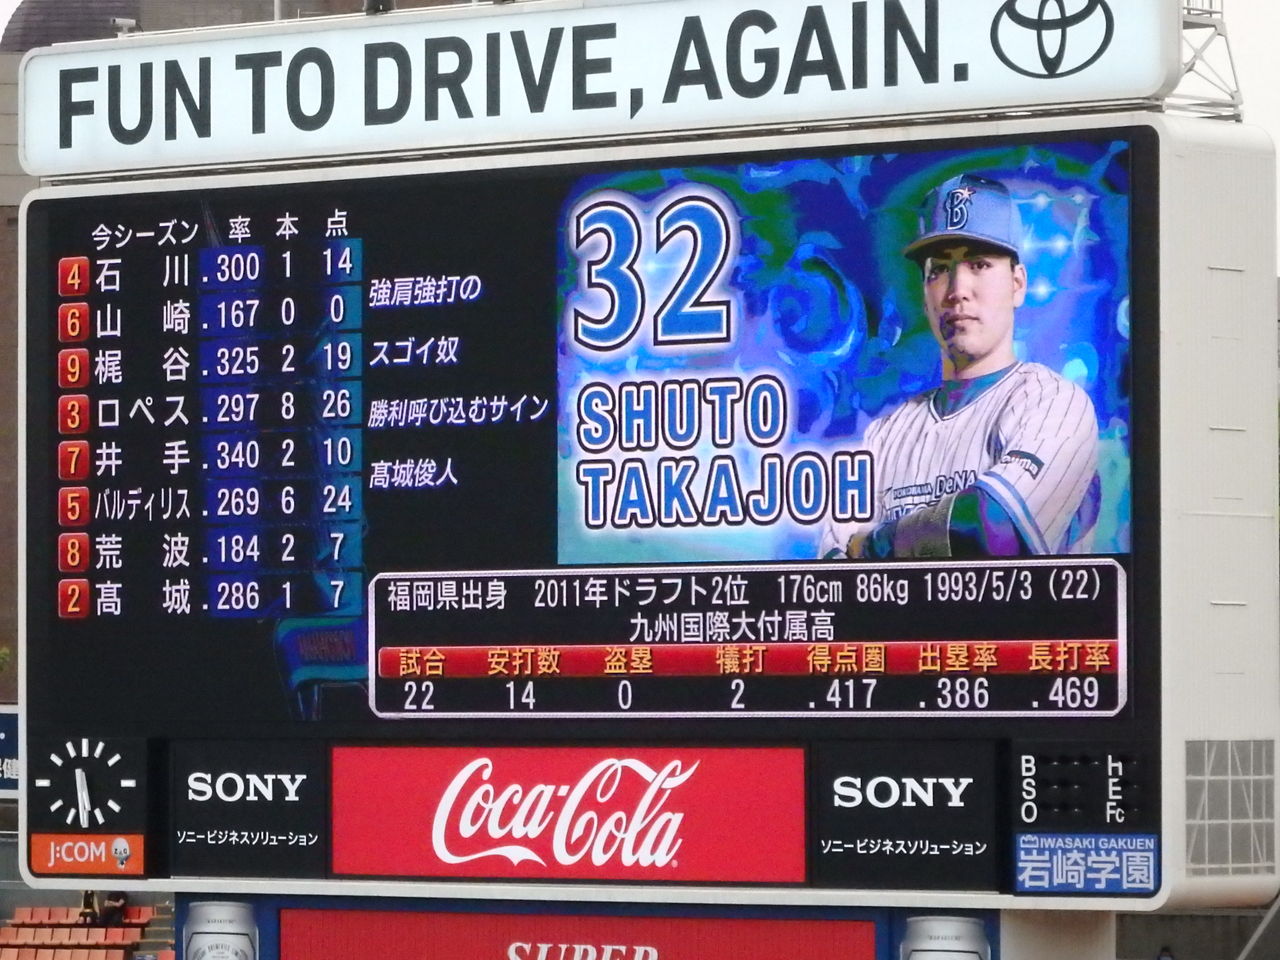 FUN TO DRIVE, AGAIN.
今シーズン 率 本 点
4 石川 .300 1 14
6 山崎 .167 0 0
9 梶谷 .325 2 19
3 ロペス .297 8 26
7 井手 .340 2 10
5 バルディリス .269 6 24
8 荒波 .184 2 7
2 髙城 .286 1 7
強肩強打の
スゴイ奴
勝利呼び込むサイン
髙城俊人
32
SHUTO
TAKAJOH
B
YOKOHAMA DeNA
福岡県出身 2011年ドラフト2位 176cm 86kg 1993/5/3 (22)
九州国際大付属高
試合 安打数 盗塁 犠打 得点圏 出塁率 長打率
22 14 0 2 .417 .386 .469
J:COM
SONY
ソニービジネスソリューション
Coca-Cola
SONY
ソニービジネスソリューション
B H
S E
O Fc
IWASAKI GAKUEN
岩崎学園
SUPER